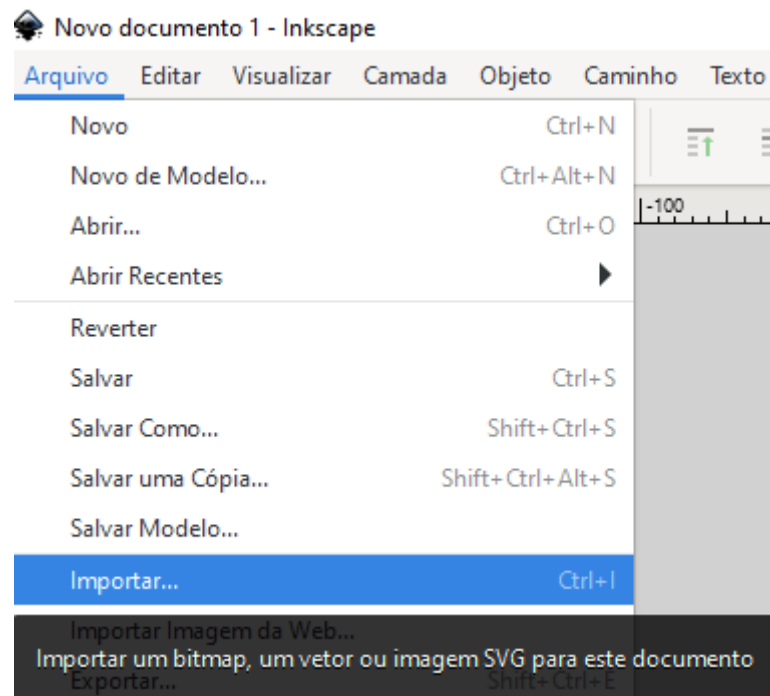 Novo documento 1 - Inkscape
Arquivo Editar Visualizar Camada Objeto Caminho Texto
Novo Ctrl+N
Novo de Modelo... Ctrl+Alt+N
Abrir... Ctrl+O
Abrir Recentes
Reverter
Salvar Ctrl+S
Salvar Como... Shift+Ctrl+S
Salvar uma Cópia... Shift+Ctrl+Alt+S
Salvar Modelo...
Importar... Ctrl+I
Importar Imagem da Web...
Importar um bitmap, um vetor ou imagem SVG para este documento
Exportar... Shift+Ctrl+E
-100